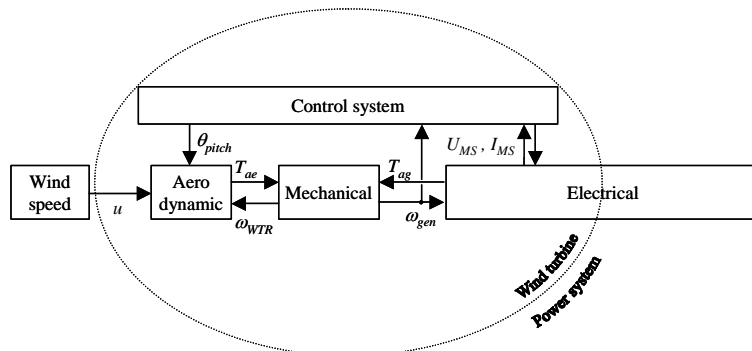 Control system
θpitch
UMS , IMS
Wind
speed
u
Aero
dynamic
Tae
ωWTR
Mechanical
Tag
ωgen
Electrical
Wind turbine
Power system